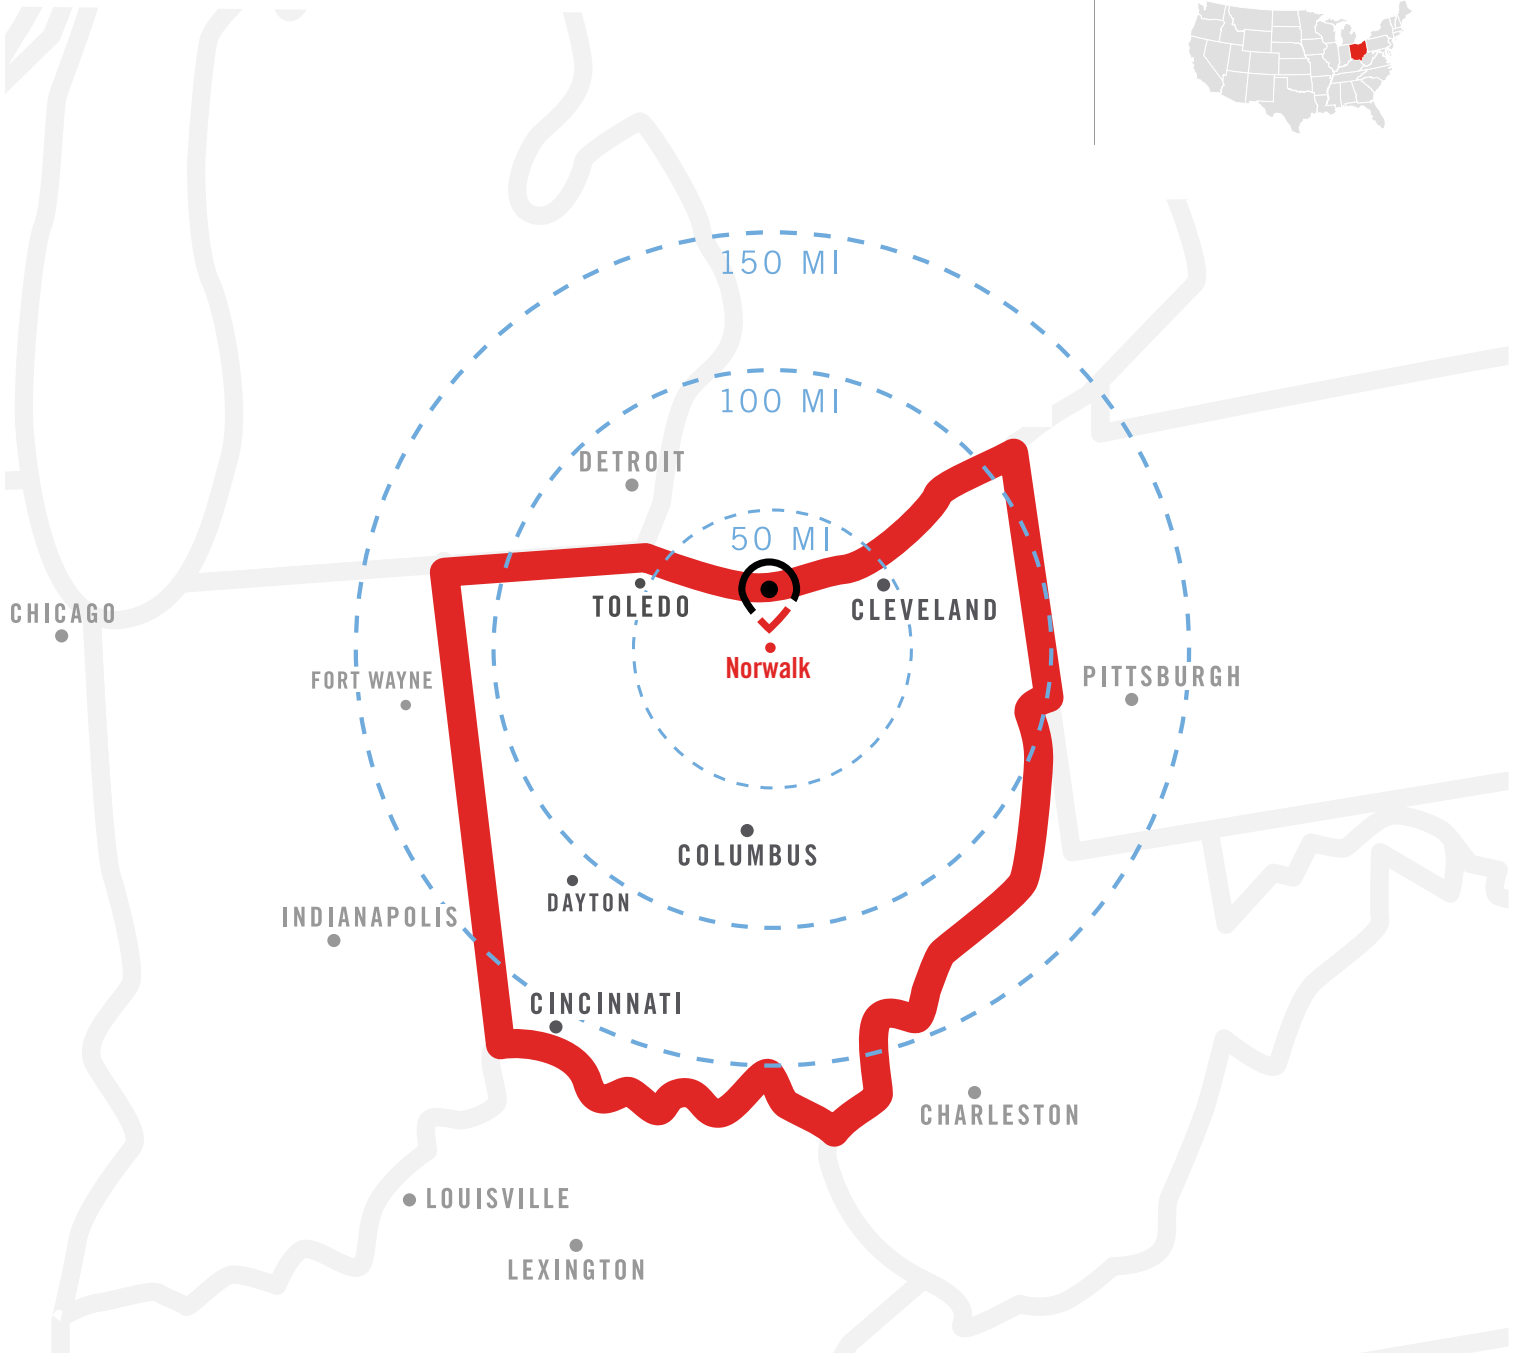 150 MI
100 MI
DETROIT
50 MI
TOLEDO
CLEVELAND
CHICAGO
Norwalk
FORT WAYNE
PITTSBURGH
COLUMBUS
DAYTON
INDIANAPOLIS
CINCINNATI
CHARLESTON
LOUISVILLE
LEXINGTON